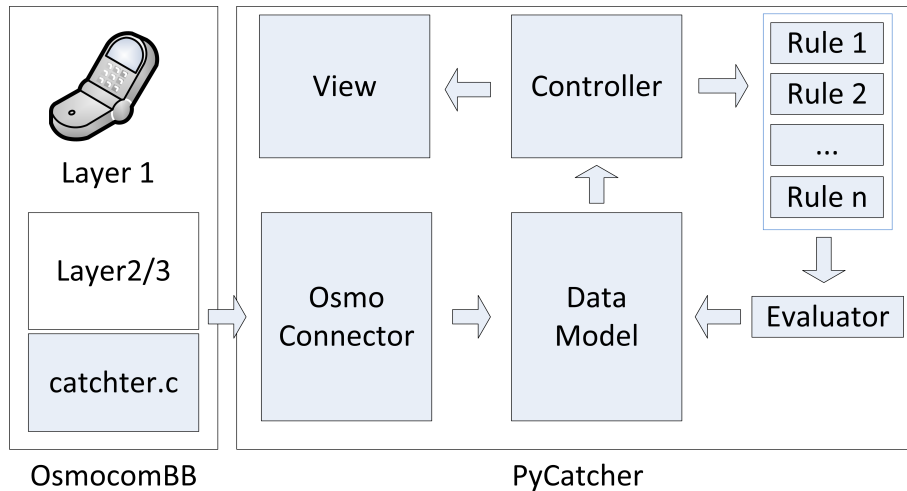 Layer 1
Layer2/3
catchter.c
OsmocomBB
View
Controller
Rule 1
Rule 2
...
Rule n
Osmo
Connector
Data
Model
Evaluator
PyCatcher